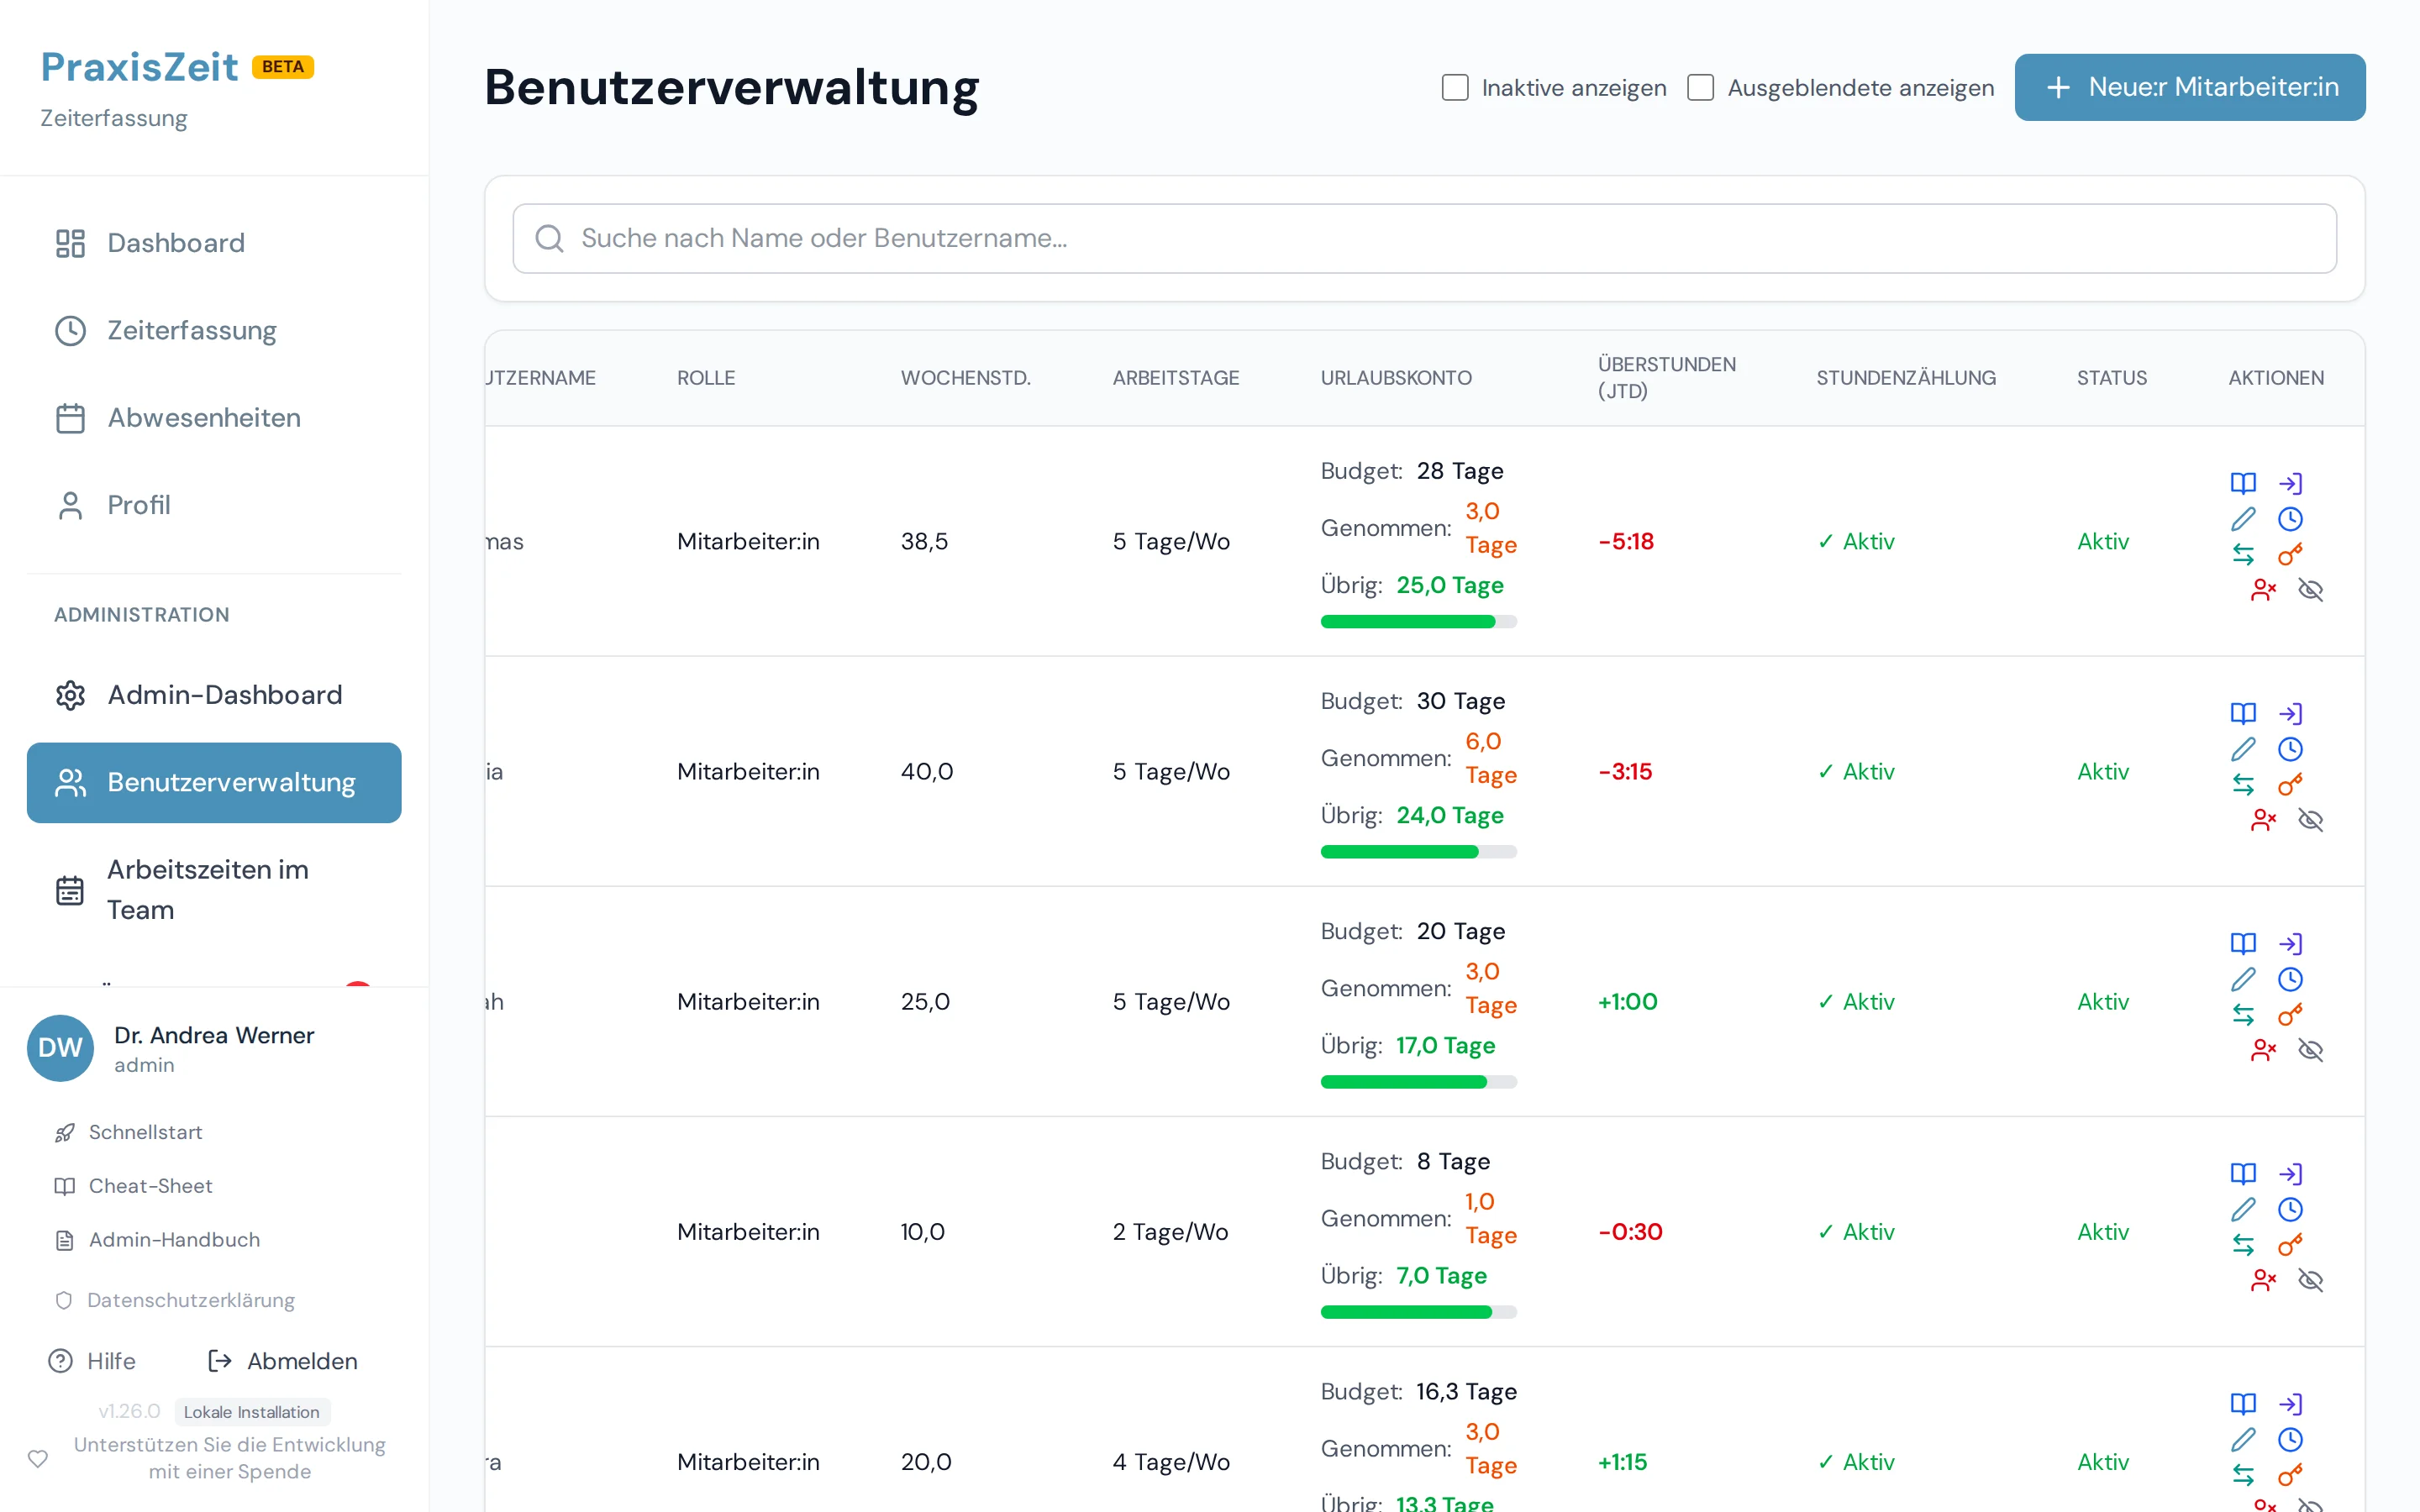 PraxisZeit BETA
Zeiterfassung
Dashboard
Zeiterfassung
Abwesenheiten
Profil
ADMINISTRATION
Admin-Dashboard
Benutzerverwaltung
Arbeitszeiten im
Team
DW
Dr. Andrea Werner
admin
Schnellstart
Cheat-Sheet
Admin-Handbuch
Datenschutzerklärung
Hilfe
Abmelden
v1.26.0 Lokale Installation
Unterstützen Sie die Entwicklung
mit einer Spende
Benutzerverwaltung
Inaktive anzeigen
Ausgeblendete anzeigen
+ Neue:r Mitarbeiter:in
Suche nach Name oder Benutzername...
UTZERNAME ROLLE WOCHENSTD. ARBEITSTAGE URLAUBSKONTO ÜBERSTUNDEN (JTD) STUNDENZÄHLUNG STATUS AKTIONEN
mas Mitarbeiter:in 38,5 5 Tage/Wo
Budget: 28 Tage
Genommen: 3,0 Tage
Übrig: 25,0 Tage
-5:18 ✓ Aktiv Aktiv
ia Mitarbeiter:in 40,0 5 Tage/Wo
Budget: 30 Tage
Genommen: 6,0 Tage
Übrig: 24,0 Tage
-3:15 ✓ Aktiv Aktiv
ah Mitarbeiter:in 25,0 5 Tage/Wo
Budget: 20 Tage
Genommen: 3,0 Tage
Übrig: 17,0 Tage
+1:00 ✓ Aktiv Aktiv
Mitarbeiter:in 10,0 2 Tage/Wo
Budget: 8 Tage
Genommen: 1,0 Tage
Übrig: 7,0 Tage
-0:30 ✓ Aktiv Aktiv
ra Mitarbeiter:in 20,0 4 Tage/Wo
Budget: 16,3 Tage
Genommen: 3,0 Tage
Übrig: 13,3 Tage
+1:15 ✓ Aktiv Aktiv